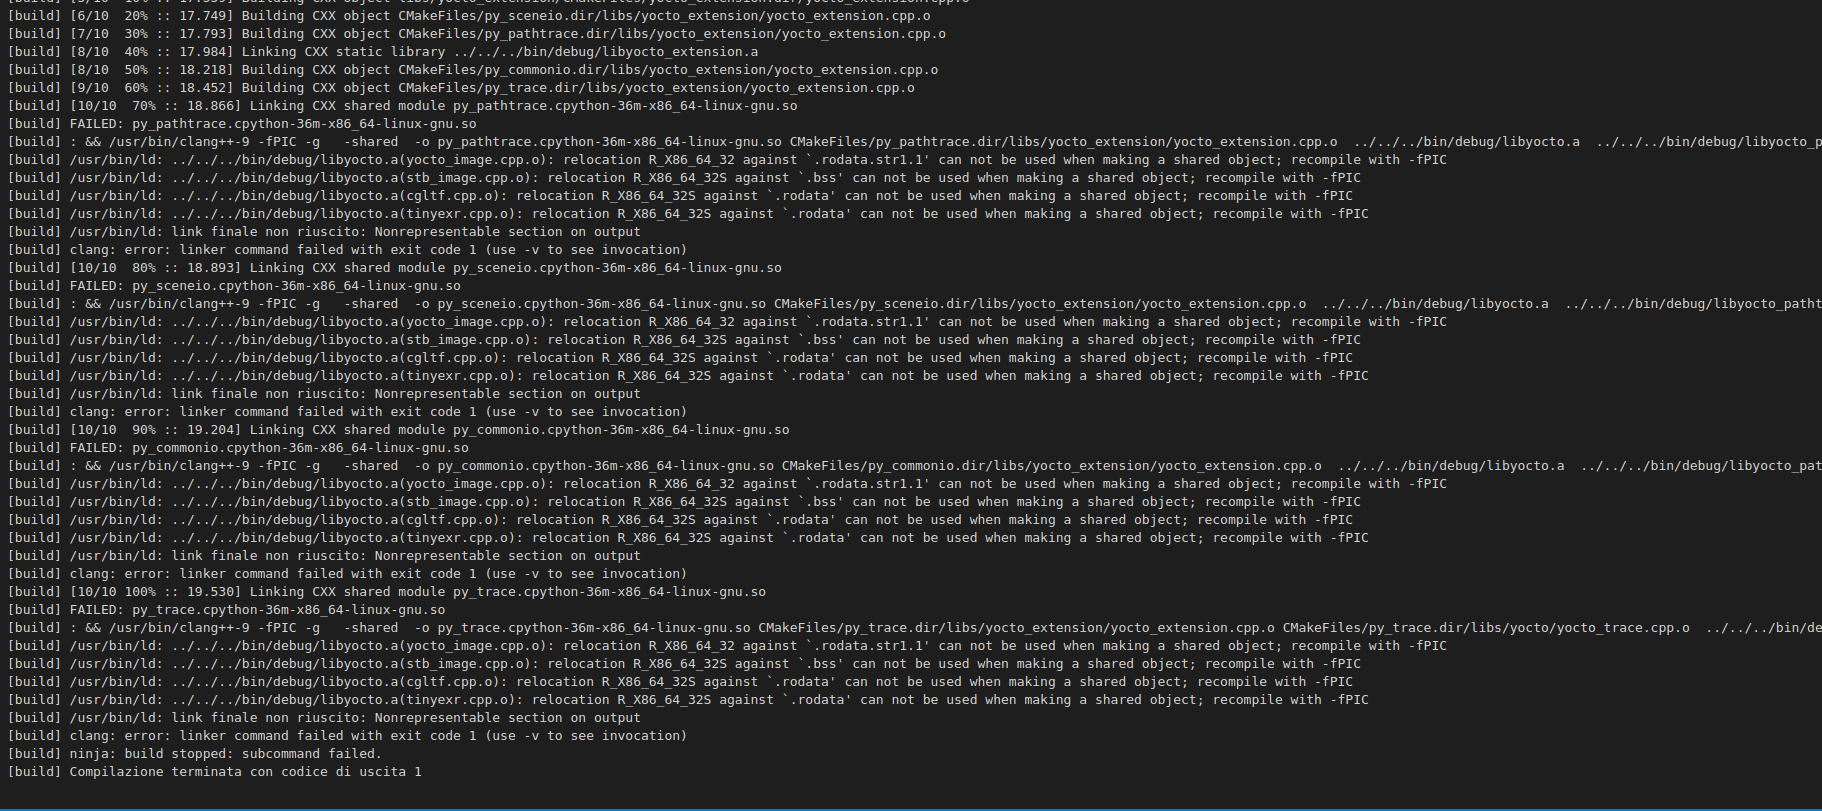 [build] [6/10  20% :: 17.749] Building CXX object CMakeFiles/py_sceneio.dir/libs/yocto_extension/yocto_extension.cpp.o
[build] [7/10  30% :: 17.793] Building CXX object CMakeFiles/py_pathtrace.dir/libs/yocto_extension/yocto_extension.cpp.o
[build] [8/10  40% :: 17.984] Linking CXX static library ../../../bin/debug/libyocto_extension.a
[build] [8/10  50% :: 18.218] Building CXX object CMakeFiles/py_commonio.dir/libs/yocto_extension/yocto_extension.cpp.o
[build] [9/10  60% :: 18.452] Building CXX object CMakeFiles/py_trace.dir/libs/yocto_extension/yocto_extension.cpp.o
[build] [10/10  70% :: 18.866] Linking CXX shared module py_pathtrace.cpython-36m-x86_64-linux-gnu.so
[build] FAILED: py_pathtrace.cpython-36m-x86_64-linux-gnu.so
[build] : && /usr/bin/clang++-9 -fPIC -g   -shared  -o py_pathtrace.cpython-36m-x86_64-linux-gnu.so CMakeFiles/py_pathtrace.dir/libs/yocto_extension/yocto_extension.cpp.o  ../../../bin/debug/libyocto.a  ../../../bin/debug/libyocto_p
[build] /usr/bin/ld: ../../../bin/debug/libyocto.a(yocto_image.cpp.o): relocation R_X86_64_32 against `.rodata.str1.1' can not be used when making a shared object; recompile with -fPIC
[build] /usr/bin/ld: ../../../bin/debug/libyocto.a(stb_image.cpp.o): relocation R_X86_64_32S against `.bss' can not be used when making a shared object; recompile with -fPIC
[build] /usr/bin/ld: ../../../bin/debug/libyocto.a(cgltf.cpp.o): relocation R_X86_64_32S against `.rodata' can not be used when making a shared object; recompile with -fPIC
[build] /usr/bin/ld: ../../../bin/debug/libyocto.a(tinyexr.cpp.o): relocation R_X86_64_32S against `.rodata' can not be used when making a shared object; recompile with -fPIC
[build] /usr/bin/ld: link finale non riuscito: Nonrepresentable section on output
[build] clang: error: linker command failed with exit code 1 (use -v to see invocation)
[build] [10/10  80% :: 18.893] Linking CXX shared module py_sceneio.cpython-36m-x86_64-linux-gnu.so
[build] FAILED: py_sceneio.cpython-36m-x86_64-linux-gnu.so
[build] : && /usr/bin/clang++-9 -fPIC -g   -shared  -o py_sceneio.cpython-36m-x86_64-linux-gnu.so CMakeFiles/py_sceneio.dir/libs/yocto_extension/yocto_extension.cpp.o  ../../../bin/debug/libyocto.a  ../../../bin/debug/libyocto_patht
[build] /usr/bin/ld: ../../../bin/debug/libyocto.a(yocto_image.cpp.o): relocation R_X86_64_32 against `.rodata.str1.1' can not be used when making a shared object; recompile with -fPIC
[build] /usr/bin/ld: ../../../bin/debug/libyocto.a(stb_image.cpp.o): relocation R_X86_64_32S against `.bss' can not be used when making a shared object; recompile with -fPIC
[build] /usr/bin/ld: ../../../bin/debug/libyocto.a(cgltf.cpp.o): relocation R_X86_64_32S against `.rodata' can not be used when making a shared object; recompile with -fPIC
[build] /usr/bin/ld: ../../../bin/debug/libyocto.a(tinyexr.cpp.o): relocation R_X86_64_32S against `.rodata' can not be used when making a shared object; recompile with -fPIC
[build] /usr/bin/ld: link finale non riuscito: Nonrepresentable section on output
[build] clang: error: linker command failed with exit code 1 (use -v to see invocation)
[build] [10/10  90% :: 19.204] Linking CXX shared module py_commonio.cpython-36m-x86_64-linux-gnu.so
[build] FAILED: py_commonio.cpython-36m-x86_64-linux-gnu.so
[build] : && /usr/bin/clang++-9 -fPIC -g   -shared  -o py_commonio.cpython-36m-x86_64-linux-gnu.so CMakeFiles/py_commonio.dir/libs/yocto_extension/yocto_extension.cpp.o  ../../../bin/debug/libyocto.a  ../../../bin/debug/libyocto_pat
[build] /usr/bin/ld: ../../../bin/debug/libyocto.a(yocto_image.cpp.o): relocation R_X86_64_32 against `.rodata.str1.1' can not be used when making a shared object; recompile with -fPIC
[build] /usr/bin/ld: ../../../bin/debug/libyocto.a(stb_image.cpp.o): relocation R_X86_64_32S against `.bss' can not be used when making a shared object; recompile with -fPIC
[build] /usr/bin/ld: ../../../bin/debug/libyocto.a(cgltf.cpp.o): relocation R_X86_64_32S against `.rodata' can not be used when making a shared object; recompile with -fPIC
[build] /usr/bin/ld: ../../../bin/debug/libyocto.a(tinyexr.cpp.o): relocation R_X86_64_32S against `.rodata' can not be used when making a shared object; recompile with -fPIC
[build] /usr/bin/ld: link finale non riuscito: Nonrepresentable section on output
[build] clang: error: linker command failed with exit code 1 (use -v to see invocation)
[build] [10/10 100% :: 19.530] Linking CXX shared module py_trace.cpython-36m-x86_64-linux-gnu.so
[build] FAILED: py_trace.cpython-36m-x86_64-linux-gnu.so
[build] : && /usr/bin/clang++-9 -fPIC -g   -shared  -o py_trace.cpython-36m-x86_64-linux-gnu.so CMakeFiles/py_trace.dir/libs/yocto_extension/yocto_extension.cpp.o CMakeFiles/py_trace.dir/libs/yocto/yocto_trace.cpp.o  ../../../bin/de
[build] /usr/bin/ld: ../../../bin/debug/libyocto.a(yocto_image.cpp.o): relocation R_X86_64_32 against `.rodata.str1.1' can not be used when making a shared object; recompile with -fPIC
[build] /usr/bin/ld: ../../../bin/debug/libyocto.a(stb_image.cpp.o): relocation R_X86_64_32S against `.bss' can not be used when making a shared object; recompile with -fPIC
[build] /usr/bin/ld: ../../../bin/debug/libyocto.a(cgltf.cpp.o): relocation R_X86_64_32S against `.rodata' can not be used when making a shared object; recompile with -fPIC
[build] /usr/bin/ld: ../../../bin/debug/libyocto.a(tinyexr.cpp.o): relocation R_X86_64_32S against `.rodata' can not be used when making a shared object; recompile with -fPIC
[build] /usr/bin/ld: link finale non riuscito: Nonrepresentable section on output
[build] clang: error: linker command failed with exit code 1 (use -v to see invocation)
[build] ninja: build stopped: subcommand failed.
[build] Compilazione terminata con codice di uscita 1